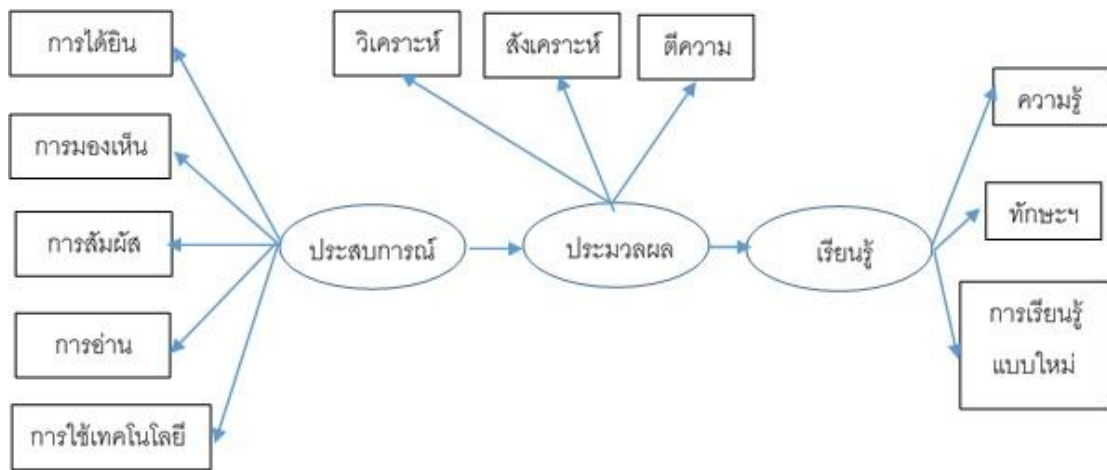 การได้ยิน
การมองเห็น
การสัมผัส
การอ่าน
การใช้เทคโนโลยี
ประสบการณ์
วิเคราะห์
สังเคราะห์
ตีความ
ประมวลผล
เรียนรู้
ความรู้
ทักษะฯ
การเรียนรู้
แบบใหม่